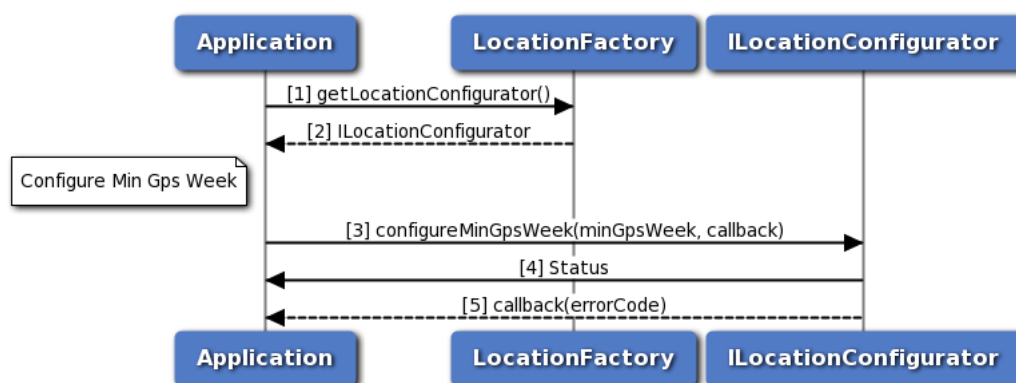 Application
LocationFactory
ILocationConfigurator
[1] getLocationConfigurator()
[2] ILocationConfigurator
Configure Min Gps Week
[3] configureMinGpsWeek(minGpsWeek, callback)
[4] Status
[5] callback(errorCode)
Application
LocationFactory
ILocationConfigurator